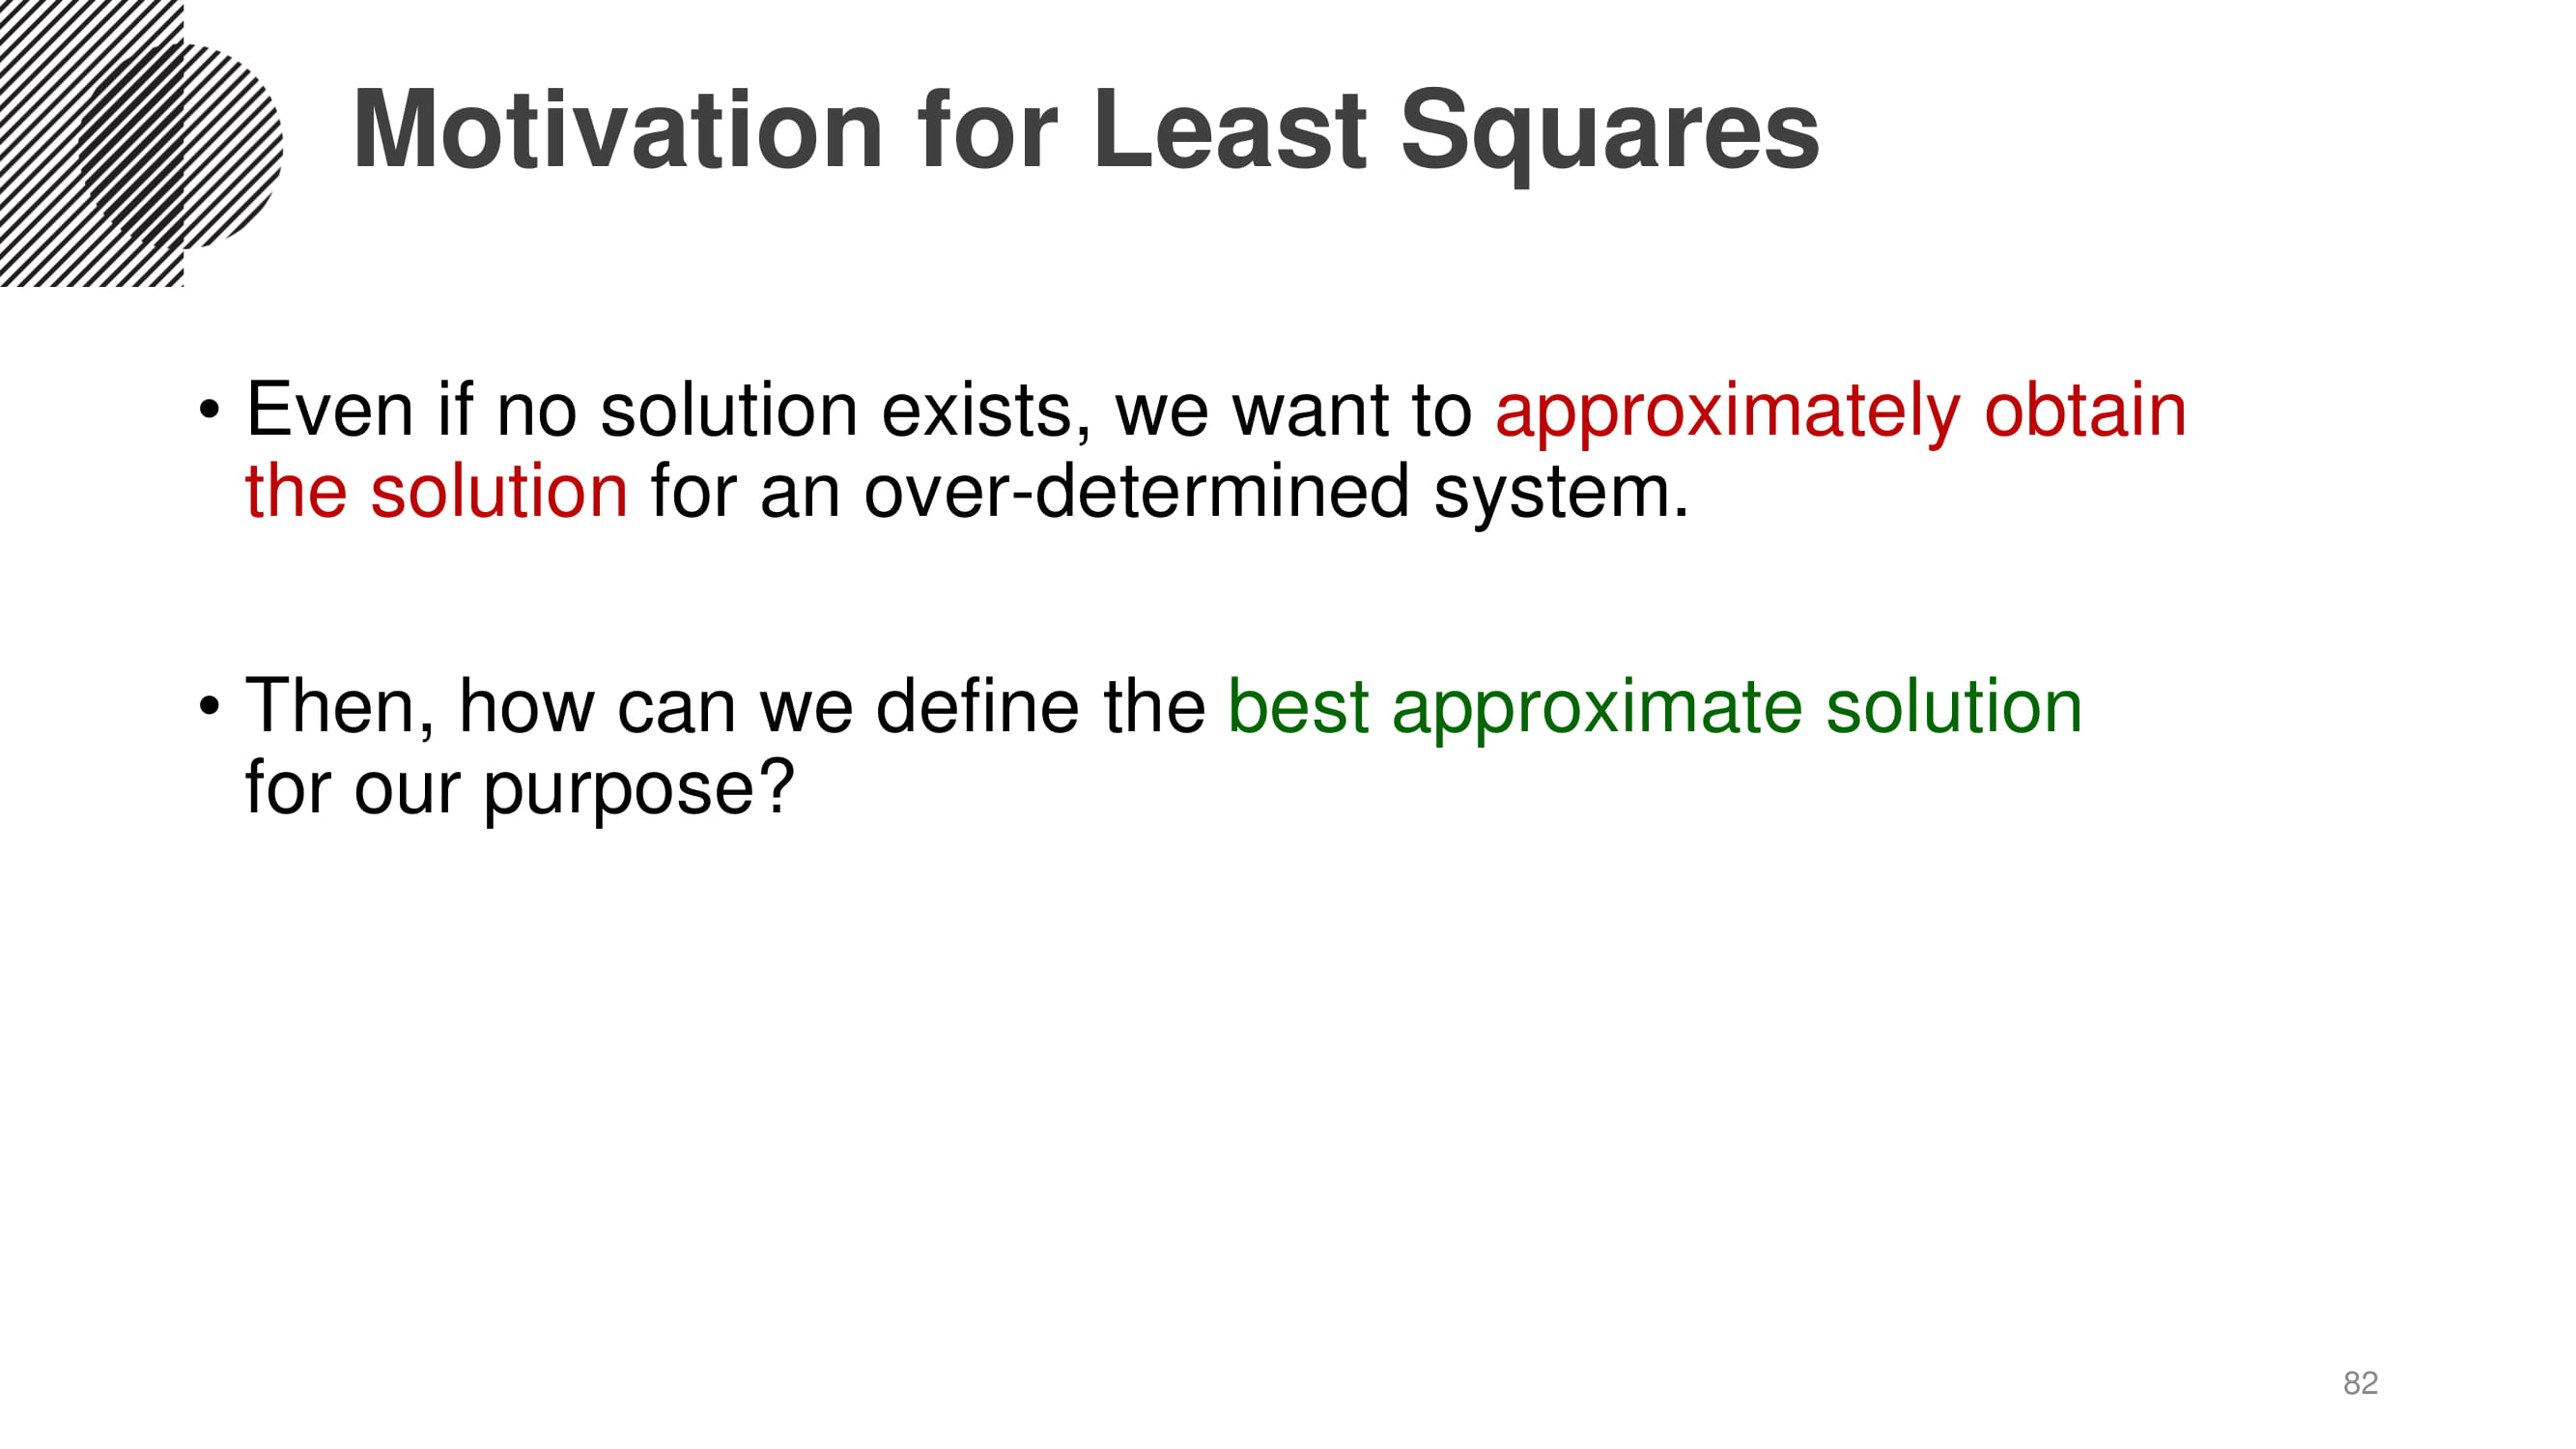 Motivation for Least Squares
• Even if no solution exists, we want to approximately obtain
the solution for an over-determined system.
• Then, how can we define the best approximate solution
for our purpose?
82